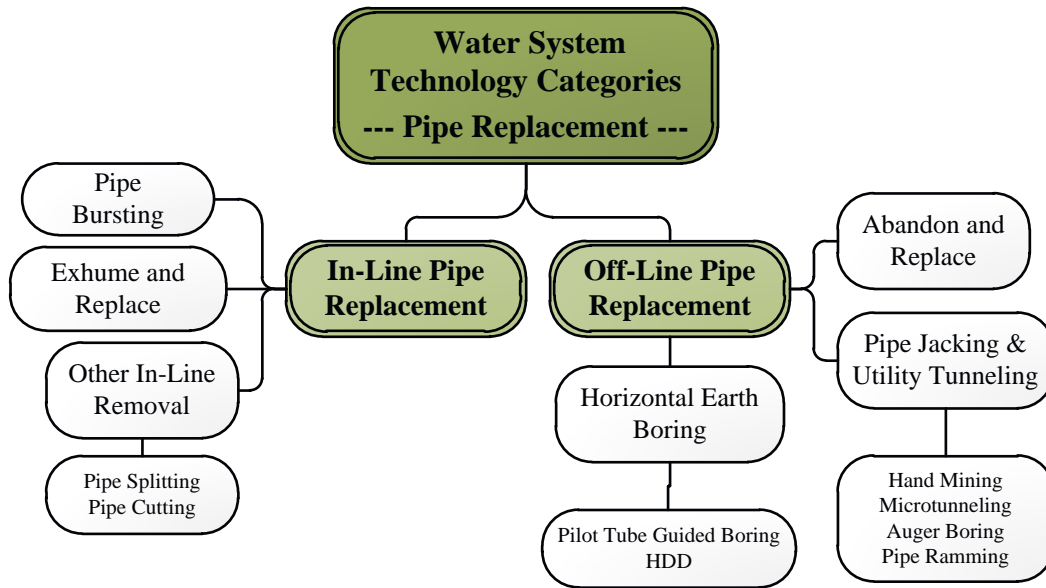 Water System
Technology Categories
--- Pipe Replacement ---
Pipe
Bursting
Exhume and
Replace
Other In-Line
Removal
Pipe Splitting
Pipe Cutting
In-Line Pipe
Replacement
Off-Line Pipe
Replacement
Horizontal Earth
Boring
Pilot Tube Guided Boring
HDD
Abandon and
Replace
Pipe Jacking &
Utility Tunneling
Hand Mining
Microtunneling
Auger Boring
Pipe Ramming